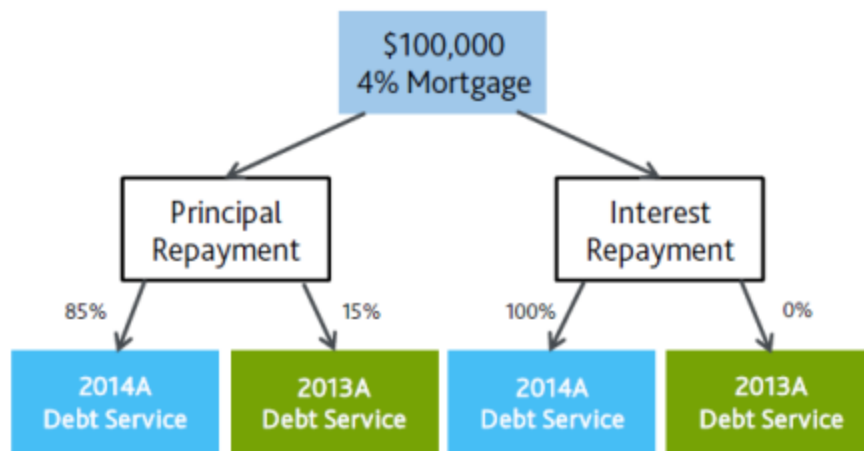 $100,000
4% Mortgage
Principal
Repayment
Interest
Repayment
85%
15%
100%
0%
2014A
Debt Service
2013A
Debt Service
2014A
Debt Service
2013A
Debt Service